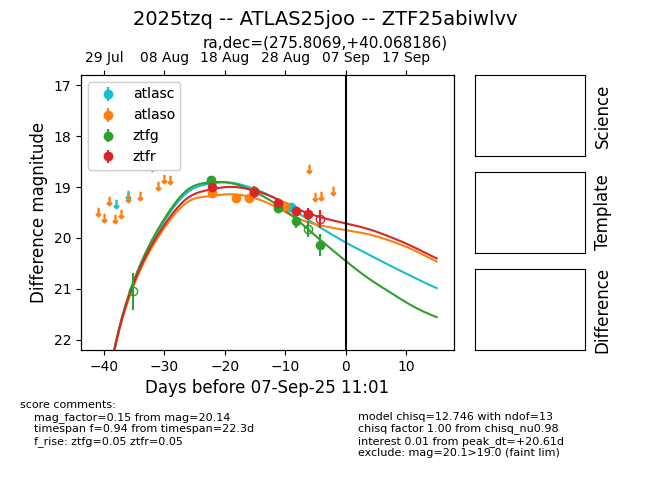 2025tzq -- ATLAS25joo -- ZTF25abiwlvv
ra,dec=(275.8069,+40.068186)
29 Jul 08 Aug 18 Aug 28 Aug 07 Sep 17 Sep
17
18
19
20
21
22
Difference magnitude
atlasc
atlaso
ztfg
ztfr
−40 −30 −20 −10 0 10
Days before 07-Sep-25 11:01
Science
Template
Difference
score comments:
mag_factor=0.15 from mag=20.14
timespan f=0.94 from timespan=22.3d
f_rise: ztfg=0.05 ztfr=0.05
model chisq=12.746 with ndof=13
chisq factor 1.00 from chisq_nu0.98
interest 0.01 from peak_dt=+20.61d
exclude: mag=20.1>19.0 (faint lim)